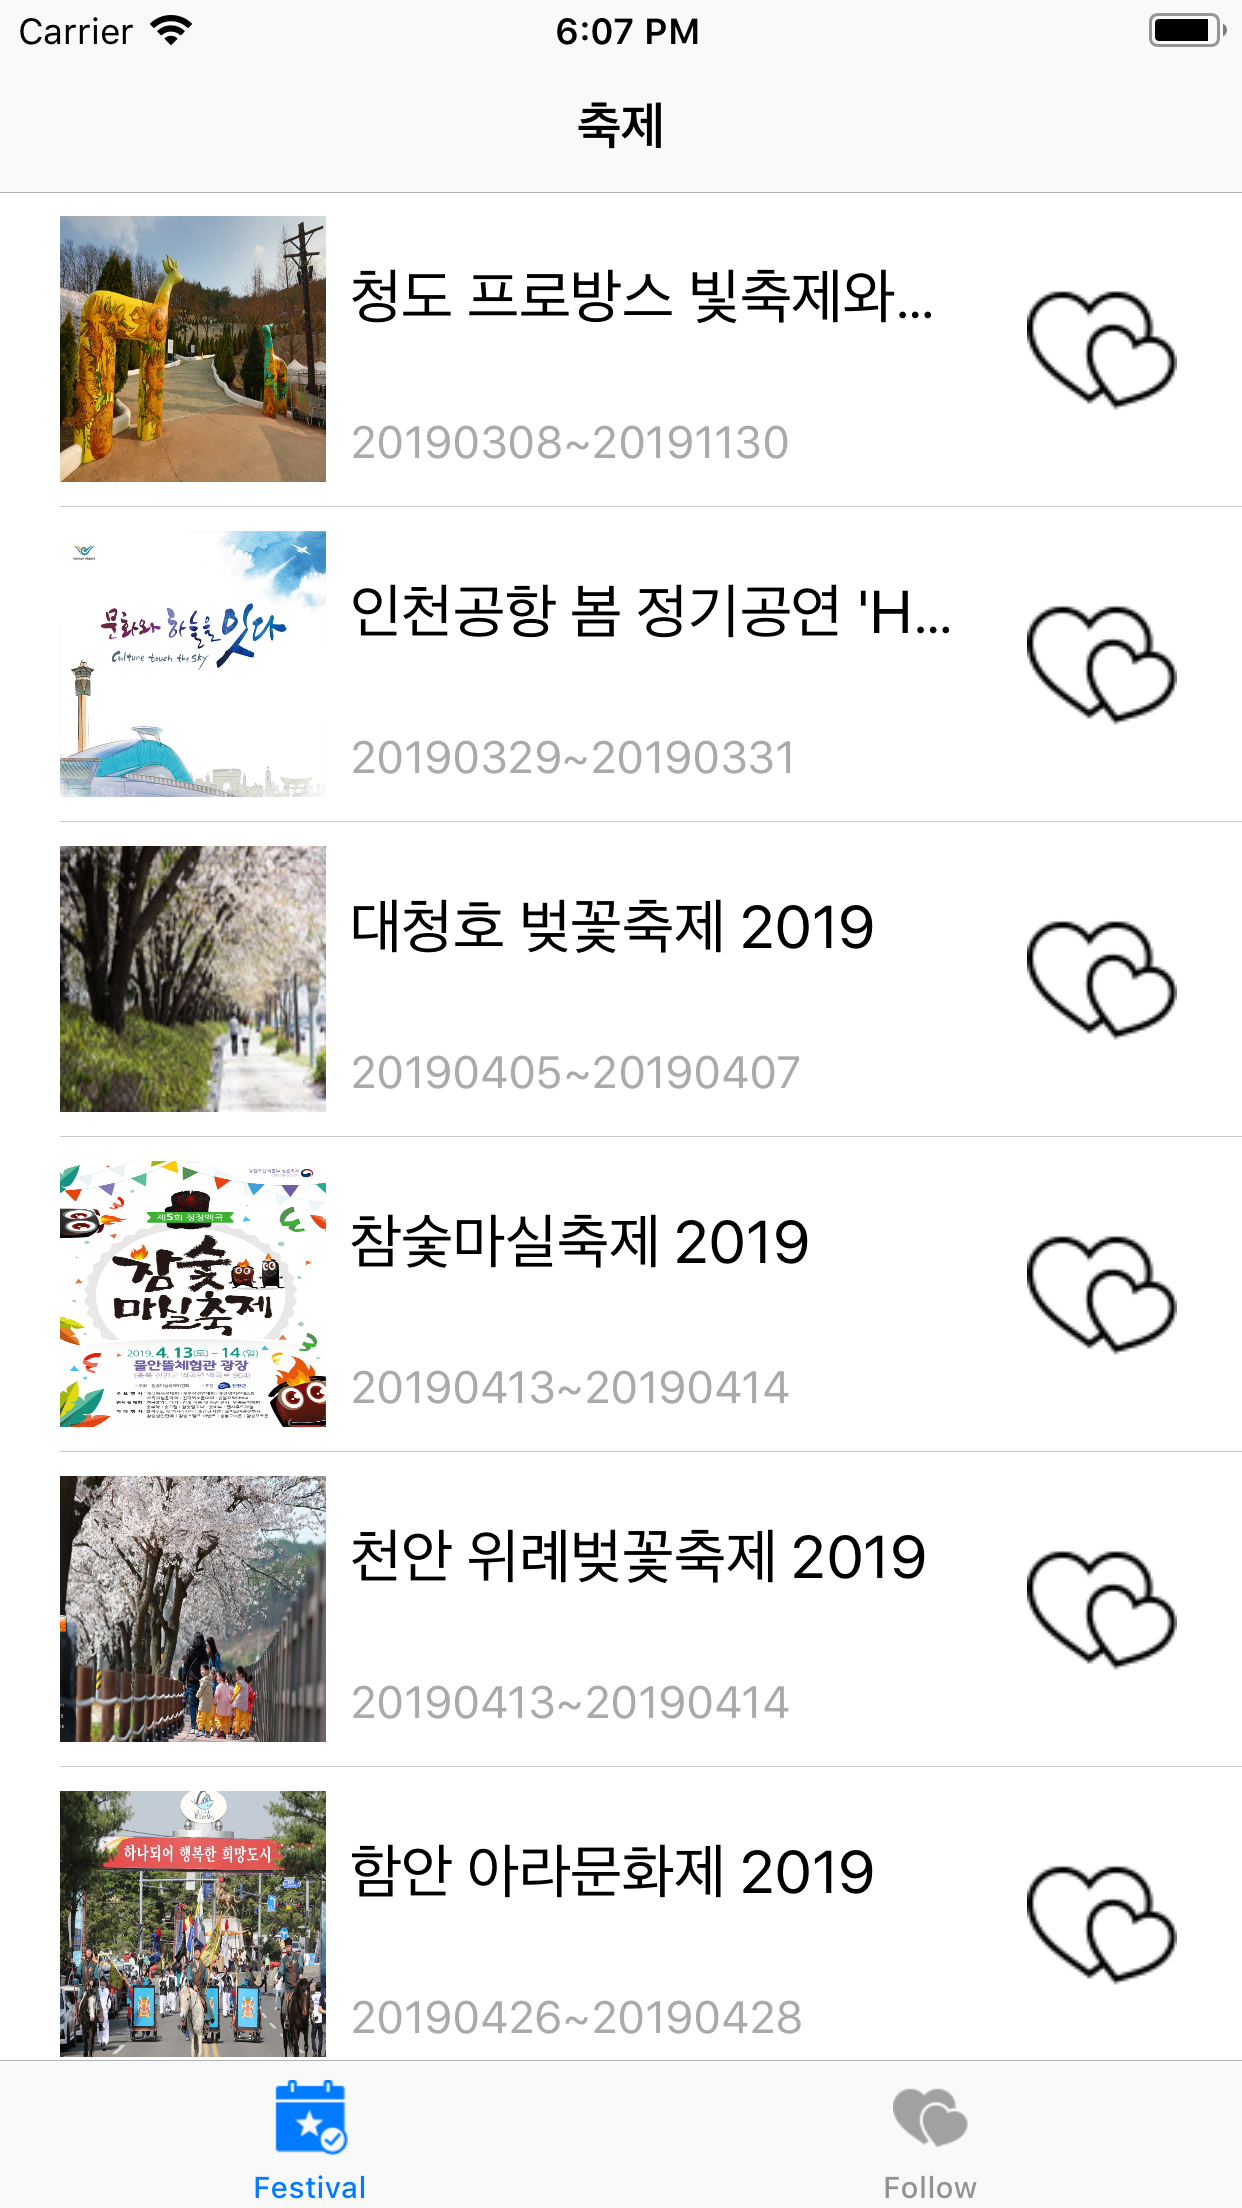 Carrier
6:07 PM
축제
청도 프로방스 빛축제와...
20190308~20191130
문화와 하늘을 잇다
Culture touch the sky
인천공항 봄 정기공연 'H...
20190329~20190331
대청호 벚꽃축제 2019
20190405~20190407
제5회 청정백곡
참숯
마실축제
2019. 4. 13(토) - 14(일)
물안뜰체험관 광장
참숯마실축제 2019
20190413~20190414
천안 위례벚꽃축제 2019
20190413~20190414
하나되어 행복한 희망도시
함안 아라문화제 2019
20190426~20190428
Festival
Follow